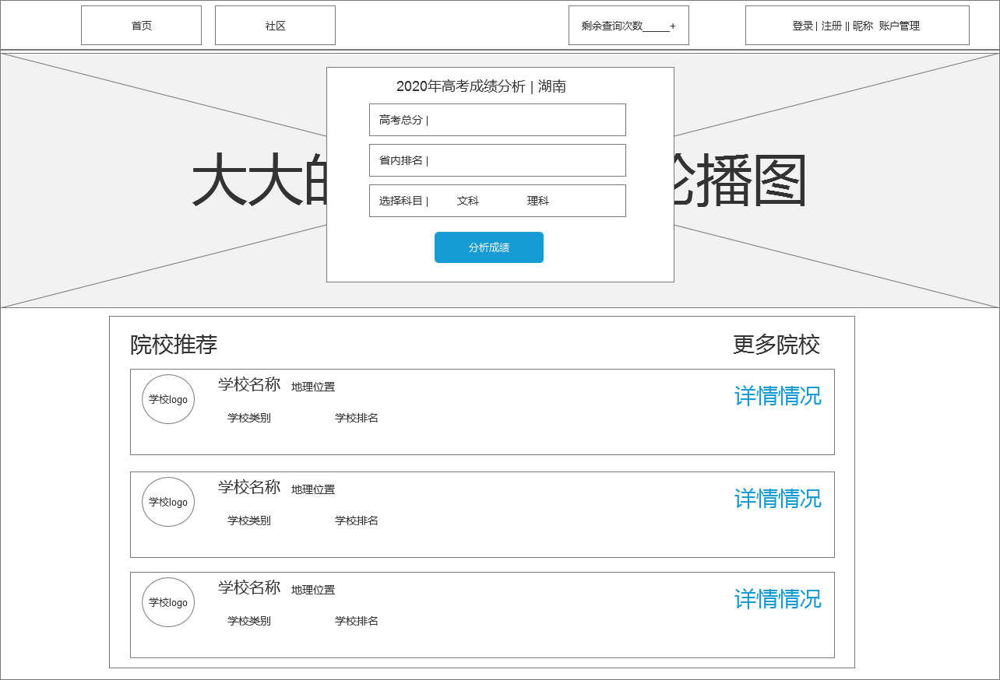 首页
社区
剩余查询次数_____+
登录 | 注册 || 昵称 账户管理
2020年高考成绩分析 | 湖南
高考总分 |
省内排名 |
选择科目 | 文科 理科
分析成绩
大大的
播图
院校推荐
更多院校
学校logo
学校名称 地理位置
学校类别 学校排名
详情情况
学校logo
学校名称 地理位置
学校类别 学校排名
详情情况
学校logo
学校名称 地理位置
学校类别 学校排名
详情情况